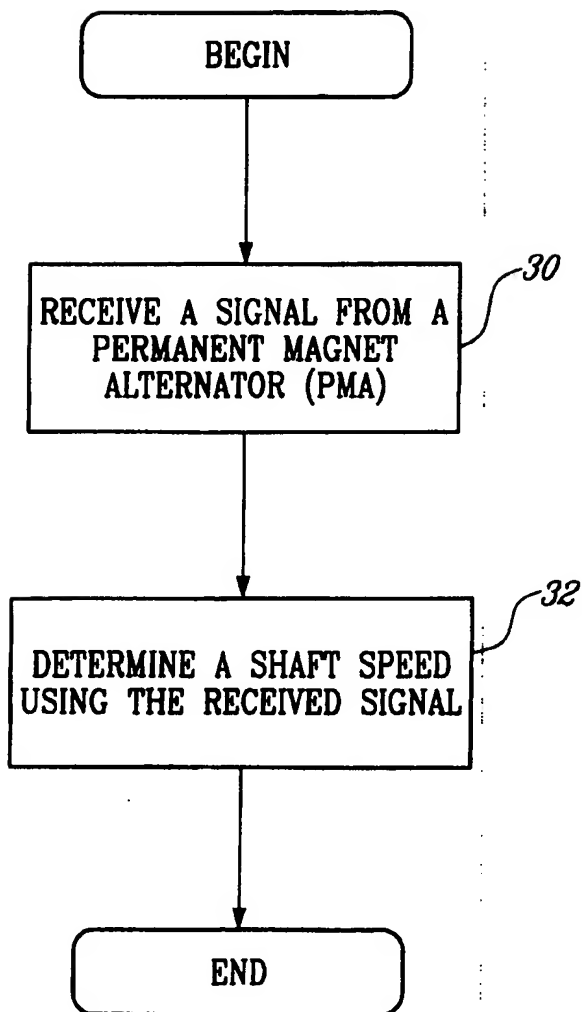 BEGIN
30
RECEIVE A SIGNAL FROM A
PERMANENT MAGNET
ALTERNATOR (PMA)
32
DETERMINE A SHAFT SPEED
USING THE RECEIVED SIGNAL
END